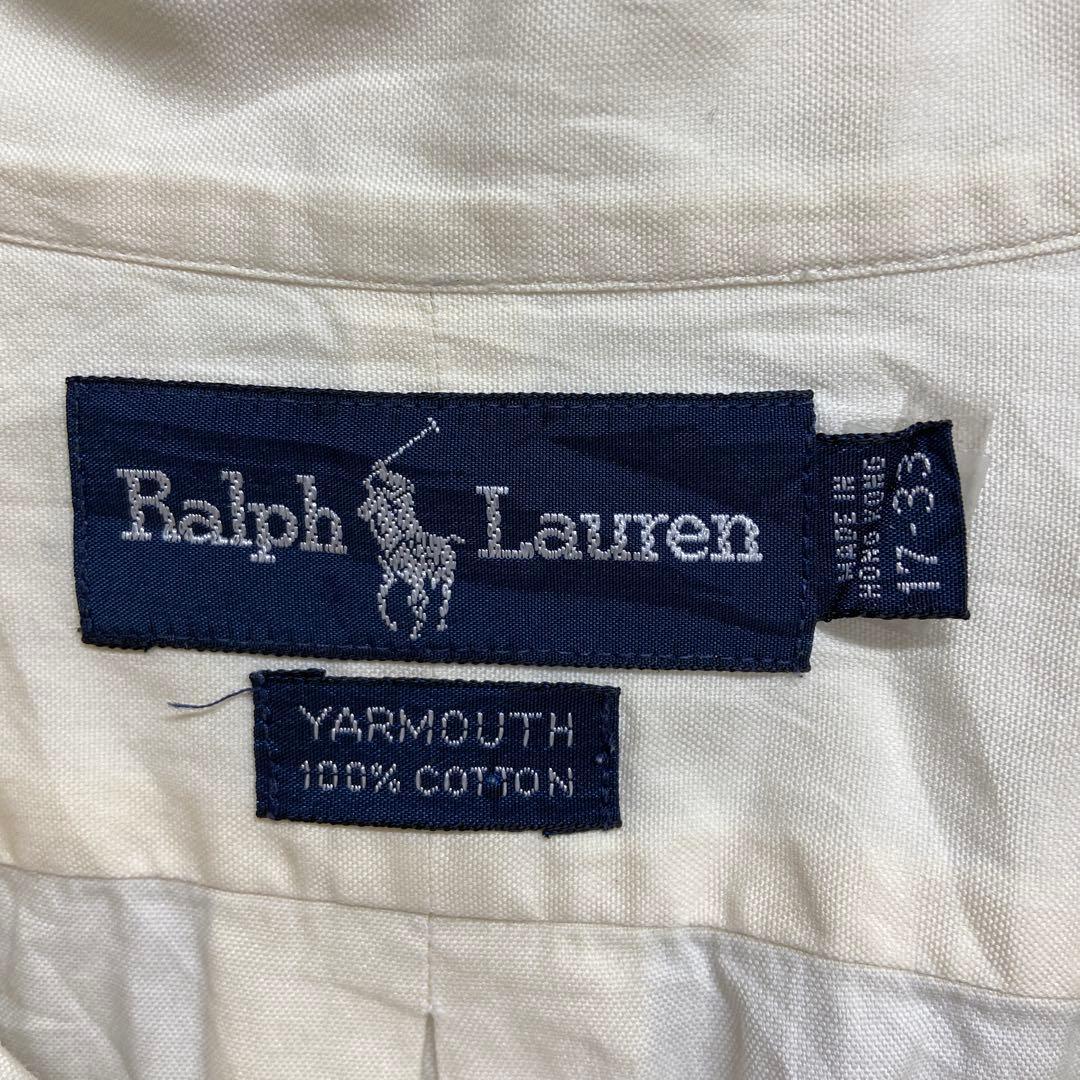 Ralph Lauren
MADE IN
HONG KONG
17-33
YARMOUTH
100% COTTON